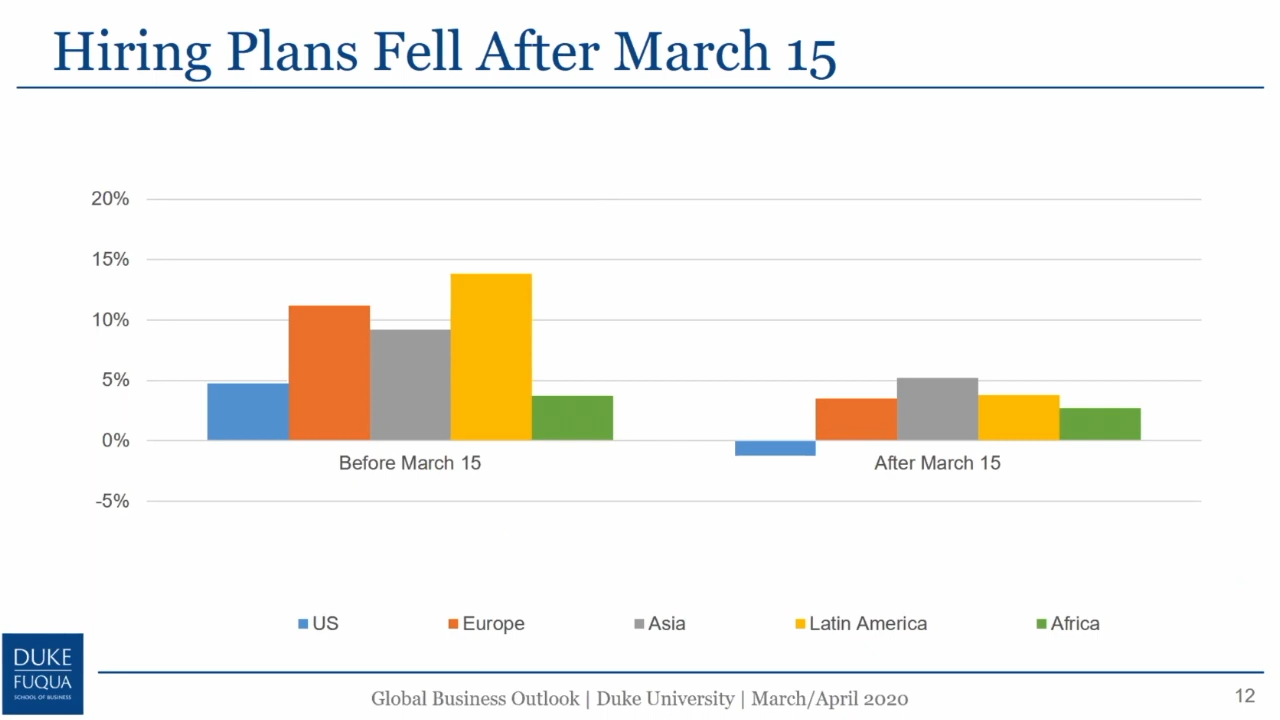 Hiring Plans Fell After March 15
20%
15%
10%
5%
0%
Before March 15
After March 15
-5%
US
Europe
Asia
Latin America
Africa
DUKE
FUQUA
SCHOOL OF BUSINESS
Global Business Outlook | Duke University | March/April 2020
12